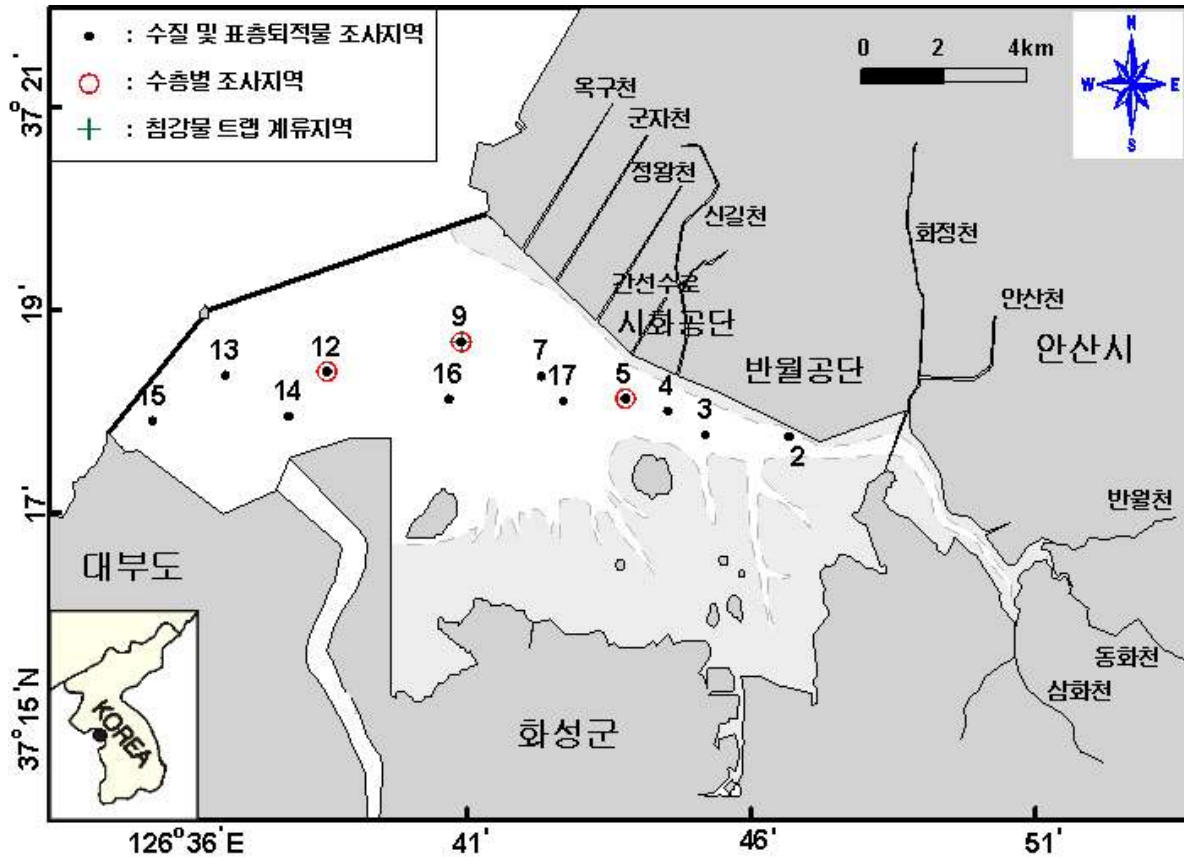 ● : 수질 및 표층퇴적물 조사지역
○ : 수층별 조사지역
+ : 침강물 트랩 계류지역
0 2 4km
N
W E
S
37° 21'
19'
17'
37° 15' N
126° 36' E
41'
46'
51'
옥구천
군자천
정왕천
신길천
화정천
간선수로
시화공단
안산천
반월공단
안산시
9
12
13
7
16
17
5
4
15
14
3
2
반월천
대부도
동화천
삼화천
화성군
KOREA